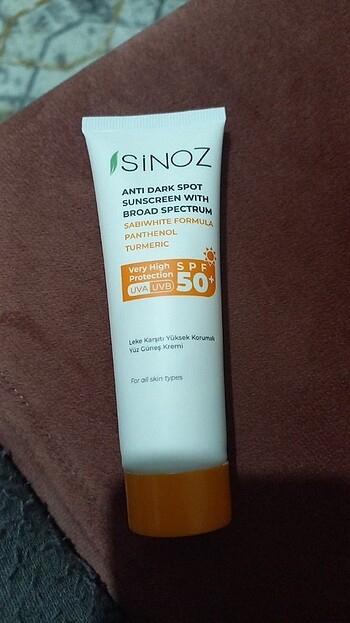 SiNOZ
ANTI DARK SPOT
SUNSCREEN WITH
BROAD SPECTRUM
SABIWHITE FORMULA
PANTHENOL
TURMERIC
Very High
Protection
UVA UVB
SPF
50+
Leke Karşıtı Yüksek Korumalı
Yüz Güneş Kremi
For all skin types